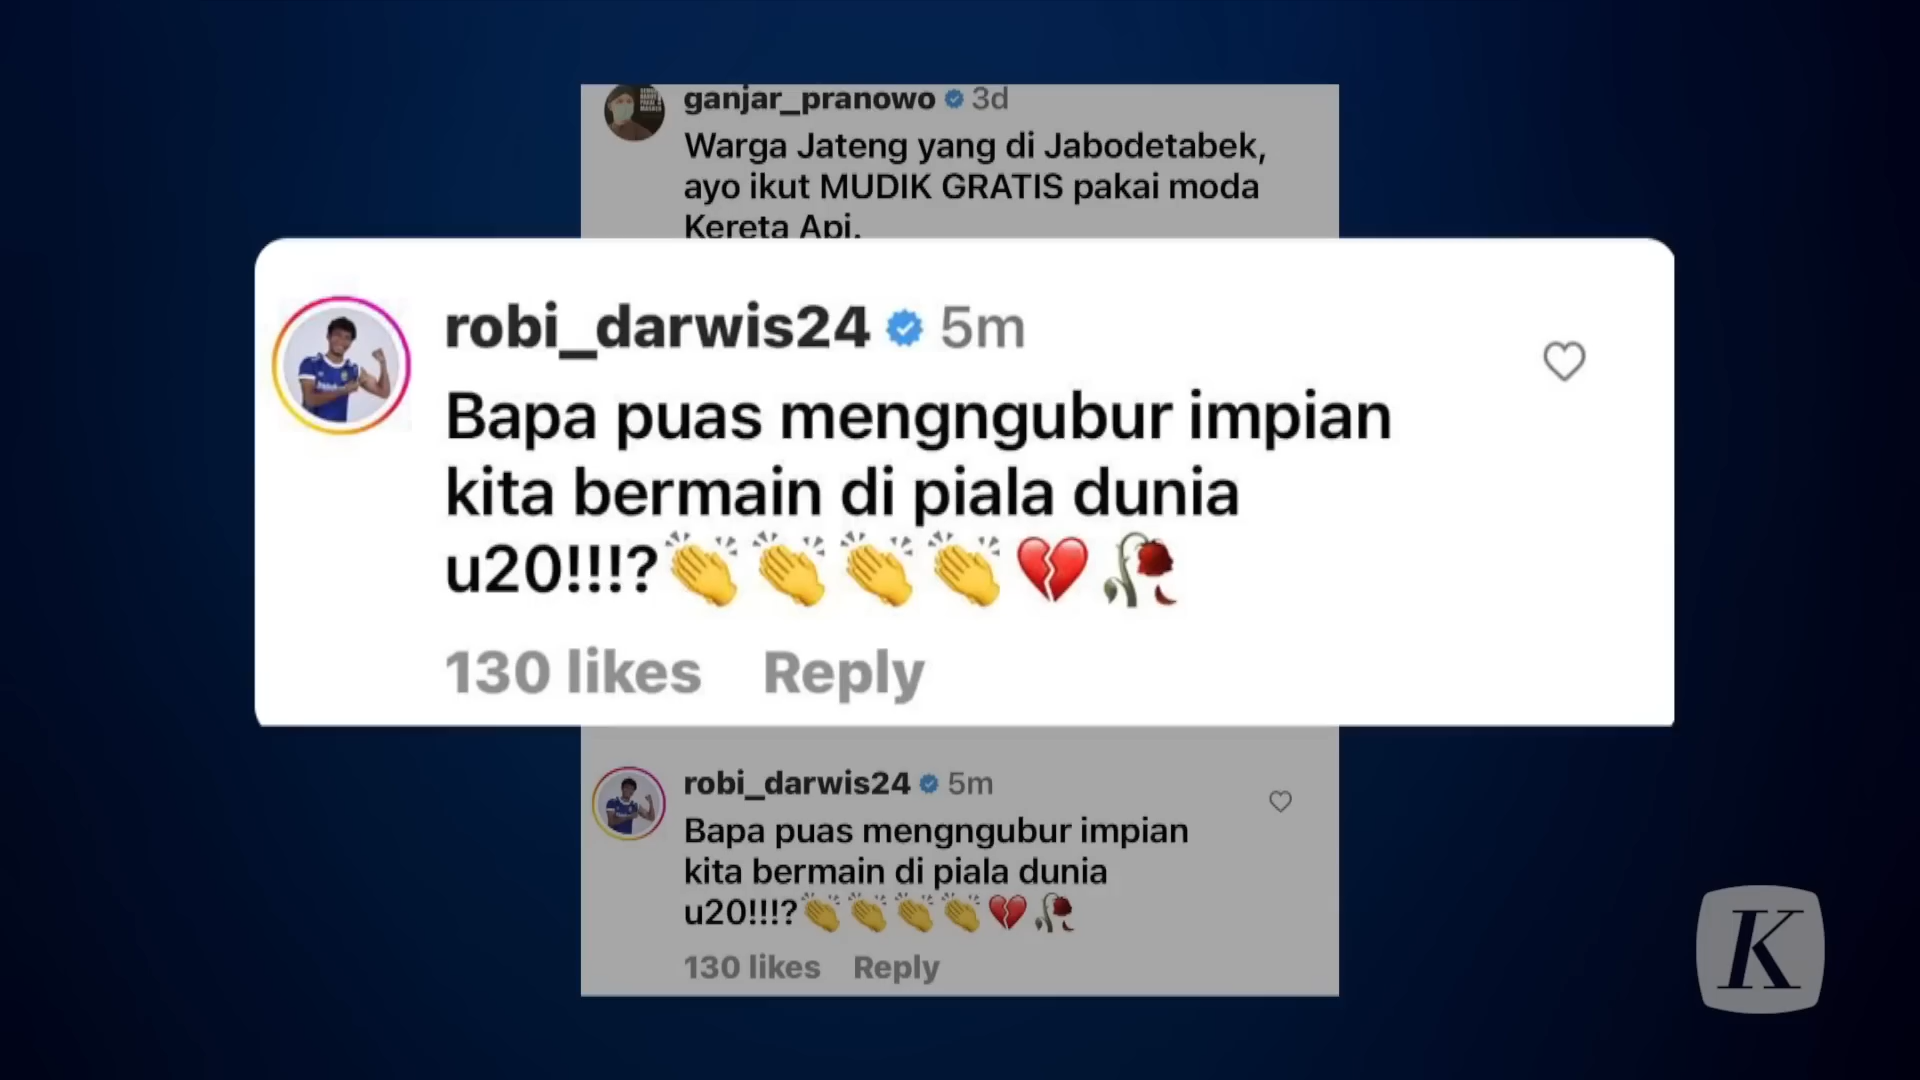 ganjar_pranowo 3d
Warga Jateng yang di Jabodetabek,
ayo ikut MUDIK GRATIS pakai moda
Kereta Api.
robi_darwis24 5m
Bapa puas mengngubur impian
kita bermain di piala dunia
u20!!!?👏👏👏👏💔🥀
130 likes Reply
robi_darwis24 5m
Bapa puas mengngubur impian
kita bermain di piala dunia
u20!!!?👏👏👏👏💔🥀
130 likes Reply
K